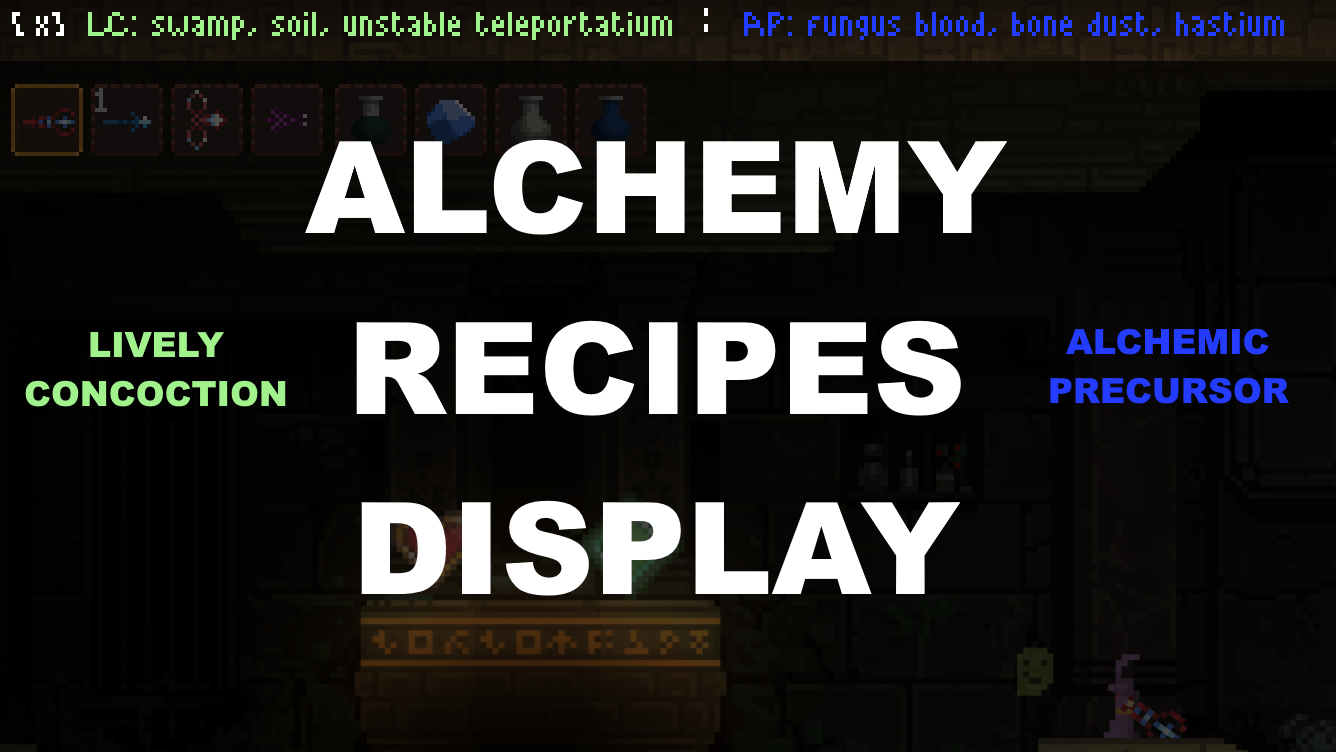 [x] LC: swamp, soil, unstable teleportatium | AP: fungus blood, bone dust, hastium
1
ALCHEMY
RECIPES
DISPLAY
LIVELY
CONCOCTION
ALCHEMIC
PRECURSOR